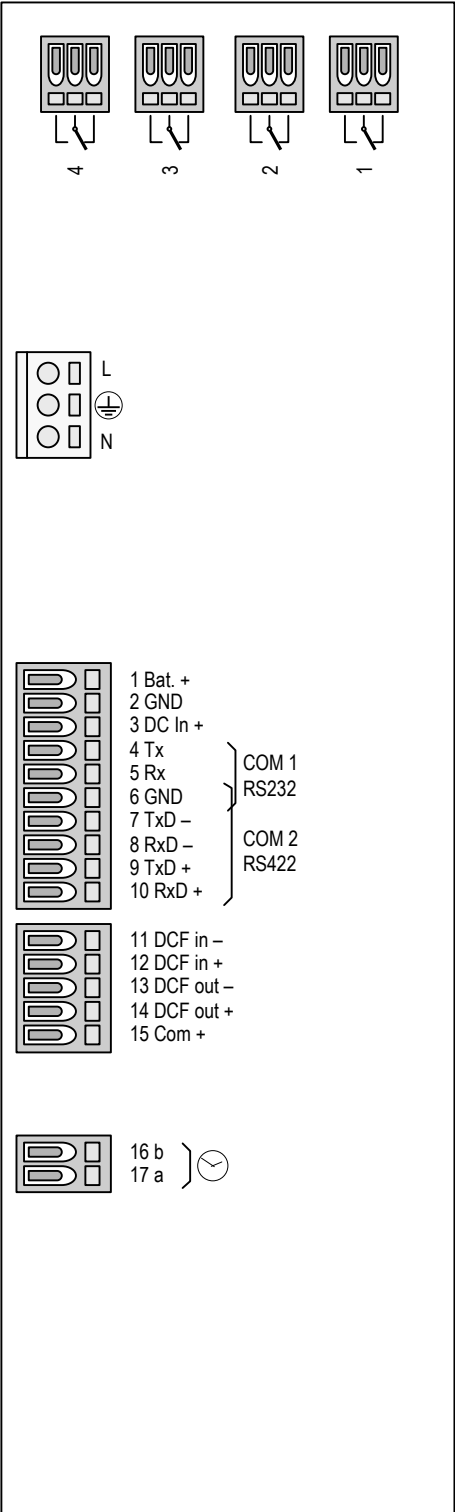 4
3
2
1
L
N
1 Bat. +
2 GND
3 DC In +
4 Tx
5 Rx
6 GND
7 TxD –
8 RxD –
9 TxD +
10 RxD +
COM 1
RS232
COM 2
RS422
11 DCF in –
12 DCF in +
13 DCF out –
14 DCF out +
15 Com +
16 b
17 a